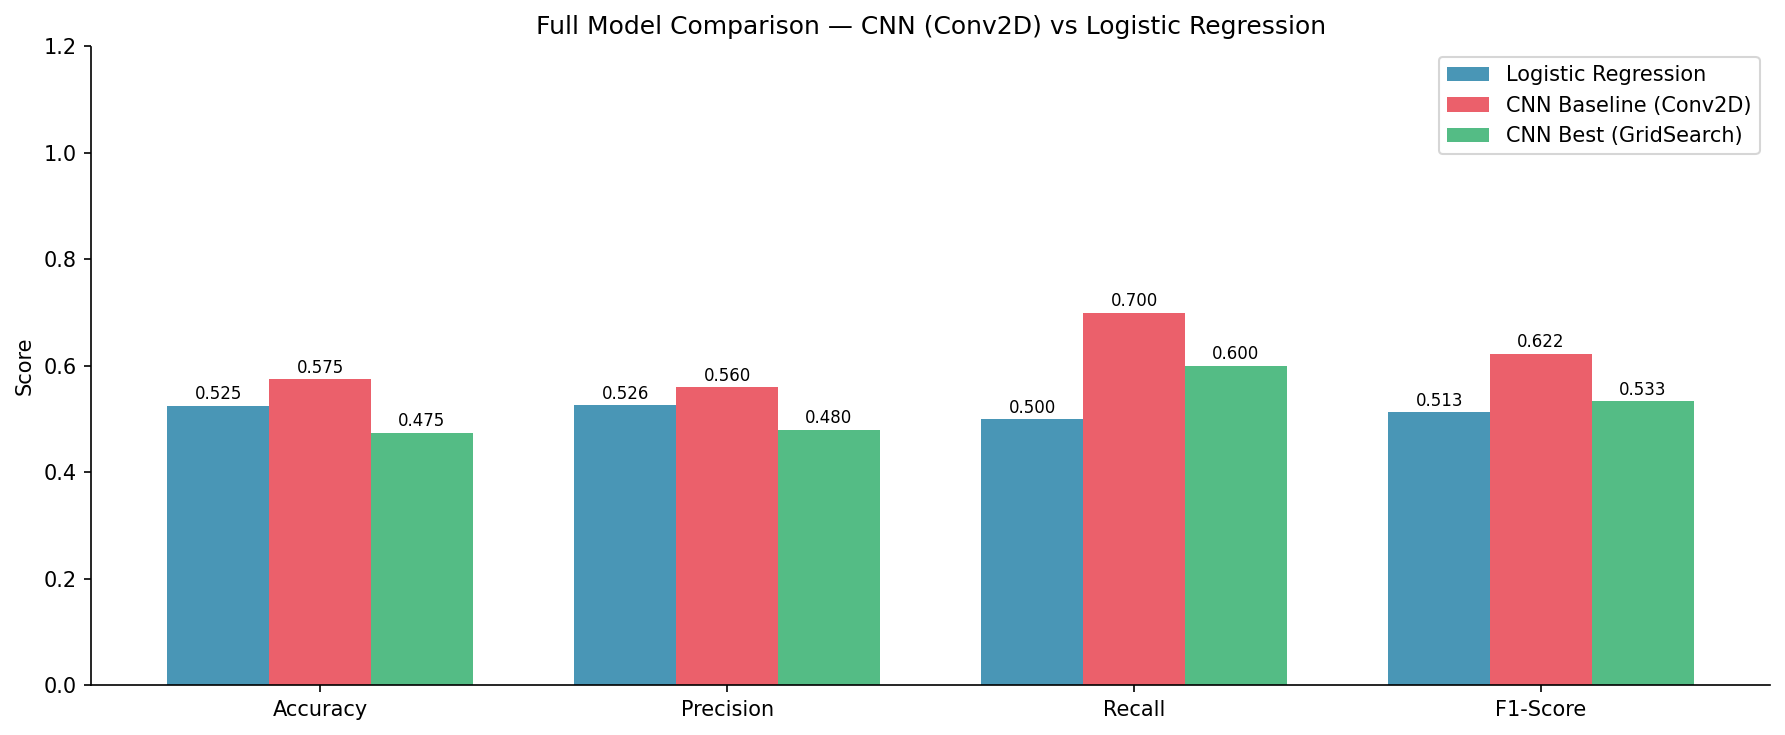 Full Model Comparison — CNN (Conv2D) vs Logistic Regression
1.2
1.0
0.8
0.6
0.4
0.2
0.0
Score
Logistic Regression
CNN Baseline (Conv2D)
CNN Best (GridSearch)
0.525
0.575
0.475
0.526
0.560
0.480
0.500
0.700
0.600
0.513
0.622
0.533
Accuracy
Precision
Recall
F1-Score